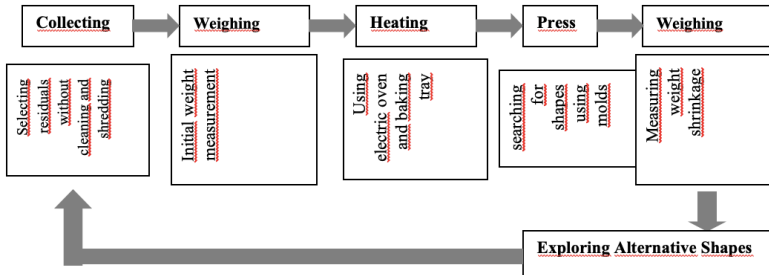 Collecting
Weighing
Heating
Press
Weighing
Selecting
residuals
without
cleaning and
shredding
Initial weight
measurement
Using
electric oven
and baking
tray
searching
for
shapes
using
molds
Measuring
weight
shrinkage
Exploring Alternative Shapes